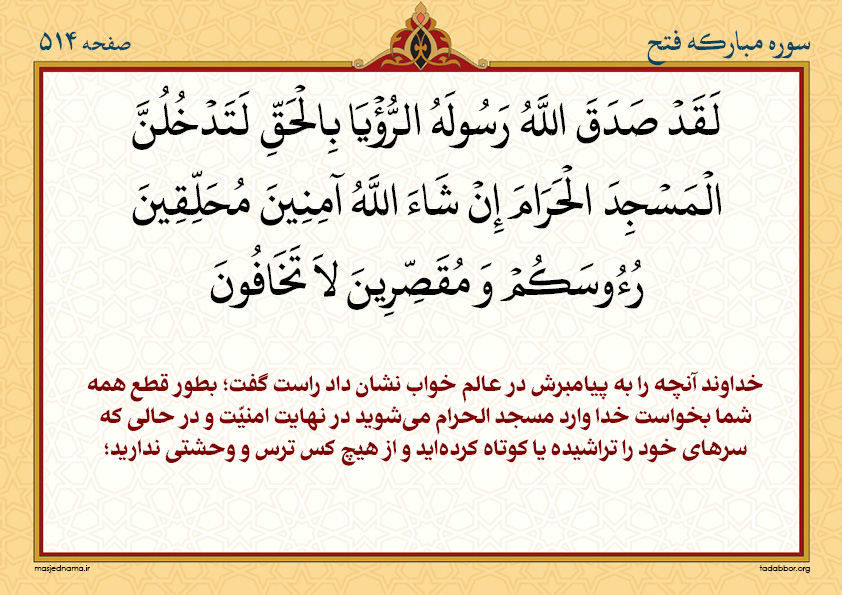 سوره مبارکه فتح
صفحه ۵۱۴
لَقَدْ صَدَقَ اللَّهُ رَسُولَهُ الرُّؤْيَا بِالْحَقِّ لَتَدْخُلُنَّ
الْمَسْجِدَ الْحَرَامَ إِنْ شَاءَ اللَّهُ آمِنِينَ مُحَلِّقِينَ
رُءُوسَكُمْ وَ مُقَصِّرِينَ لاَ تَخَافُونَ
خداوند آنچه را به پیامبرش در عالم خواب نشان داد راست گفت؛ بطور قطع همه
شما بخواست خدا وارد مسجد الحرام می‌شوید در نهایت امنیّت و در حالی که
سرهای خود را تراشیده یا کوتاه کرده‌اید و از هیچ کس ترس و وحشتی ندارید؛
masjednama.ir
tadabbor.org